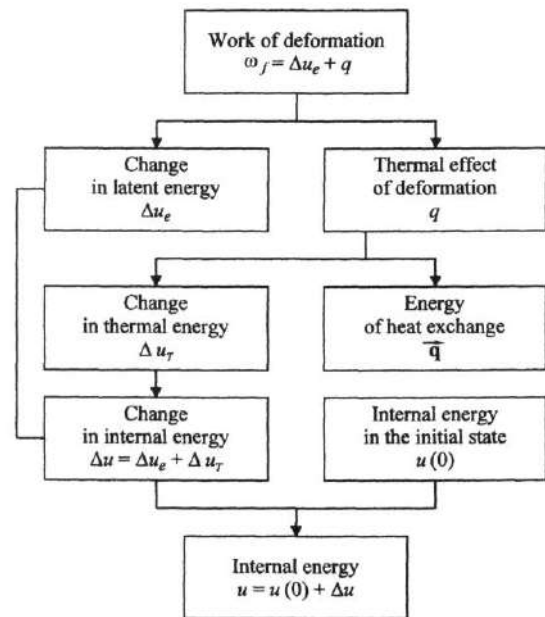 Work of deformation
ω_f = Δu_e + q
Change
in latent energy
Δu_e
Thermal effect
of deformation
q
Change
in thermal energy
Δ u_T
Energy
of heat exchange
q⃗
Change
in internal energy
Δu = Δu_e + Δ u_T
Internal energy
in the initial state
u (0)
Internal energy
u = u (0) + Δu